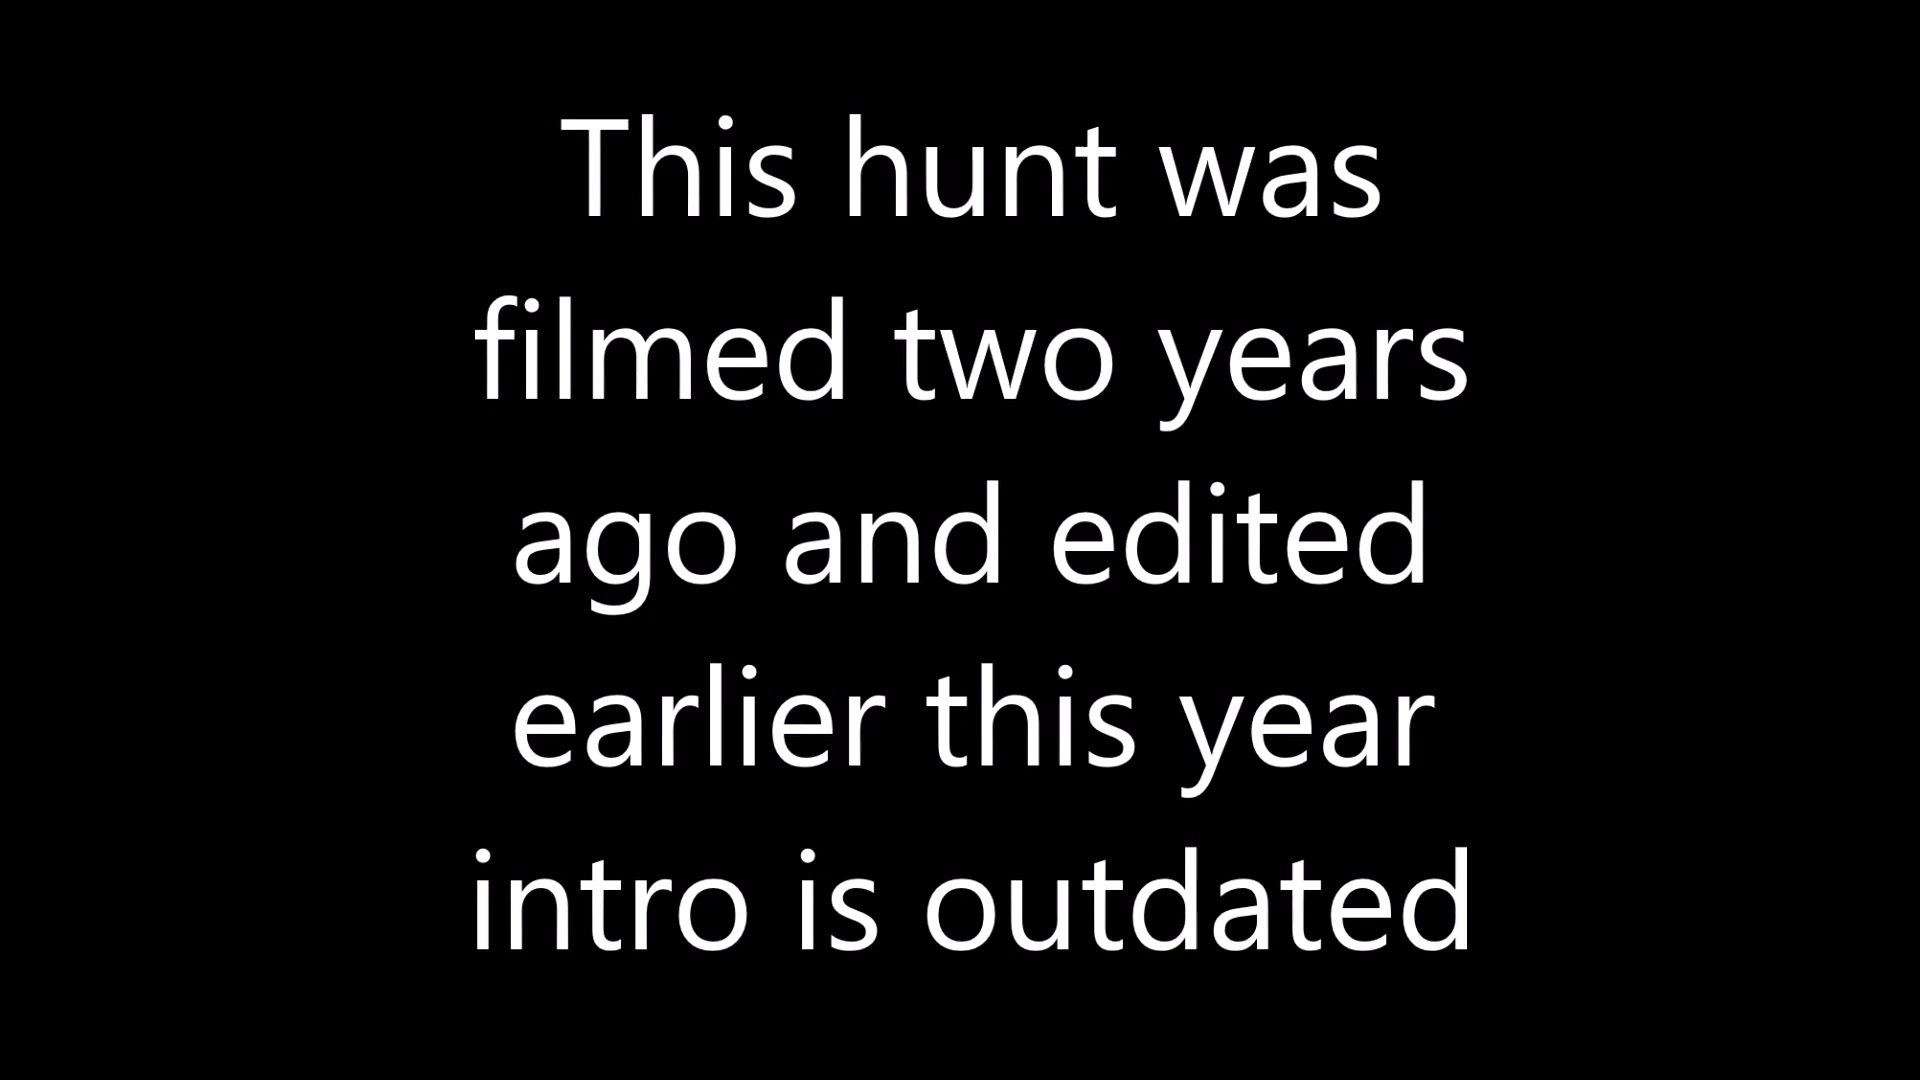 This hunt was
filmed two years
ago and edited
earlier this year
intro is outdated